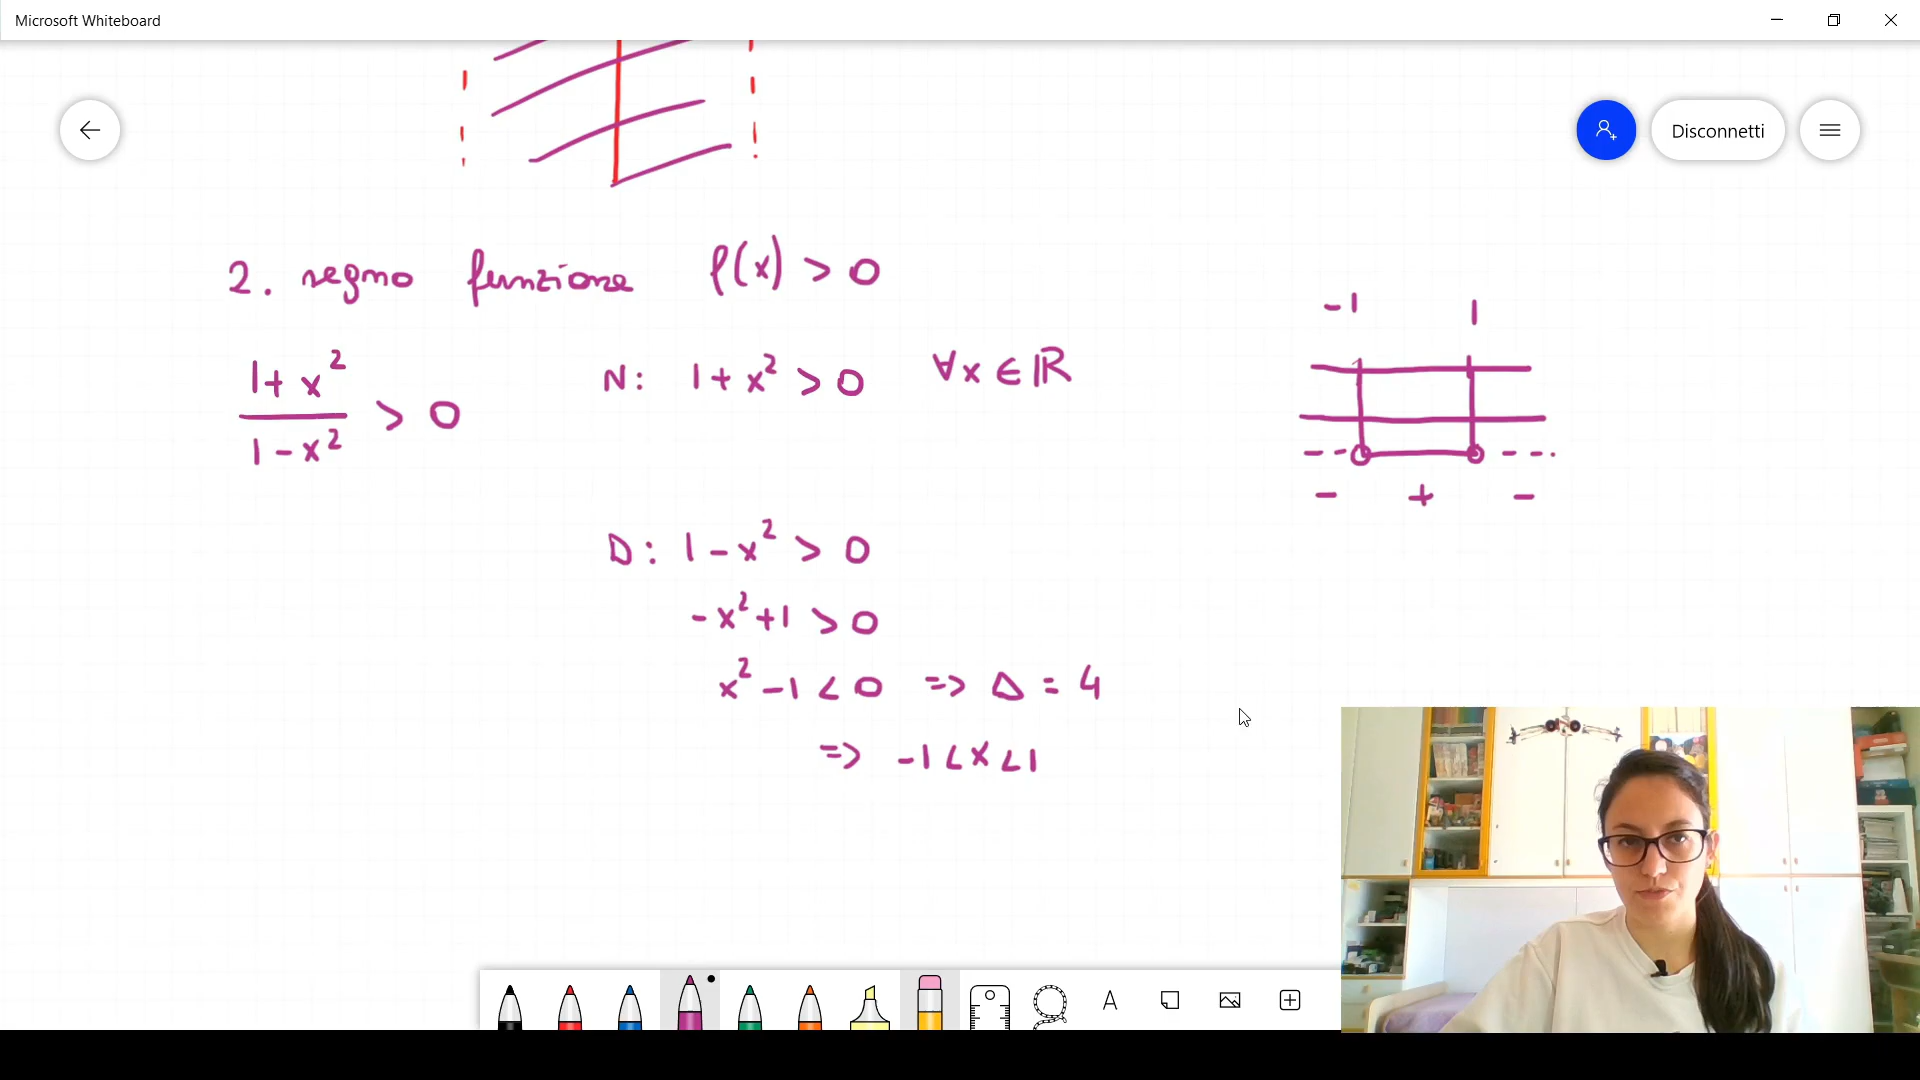 Microsoft Whiteboard
Disconnetti
2. segno funzione f(x) > 0
1 + x² / 1 - x² > 0
N: 1 + x² > 0 ∀x ∈ ℝ
D: 1 - x² > 0
-x² + 1 > 0
x² - 1 < 0 => Δ = 4
=> -1 < x < 1
-1 1
- + -
A